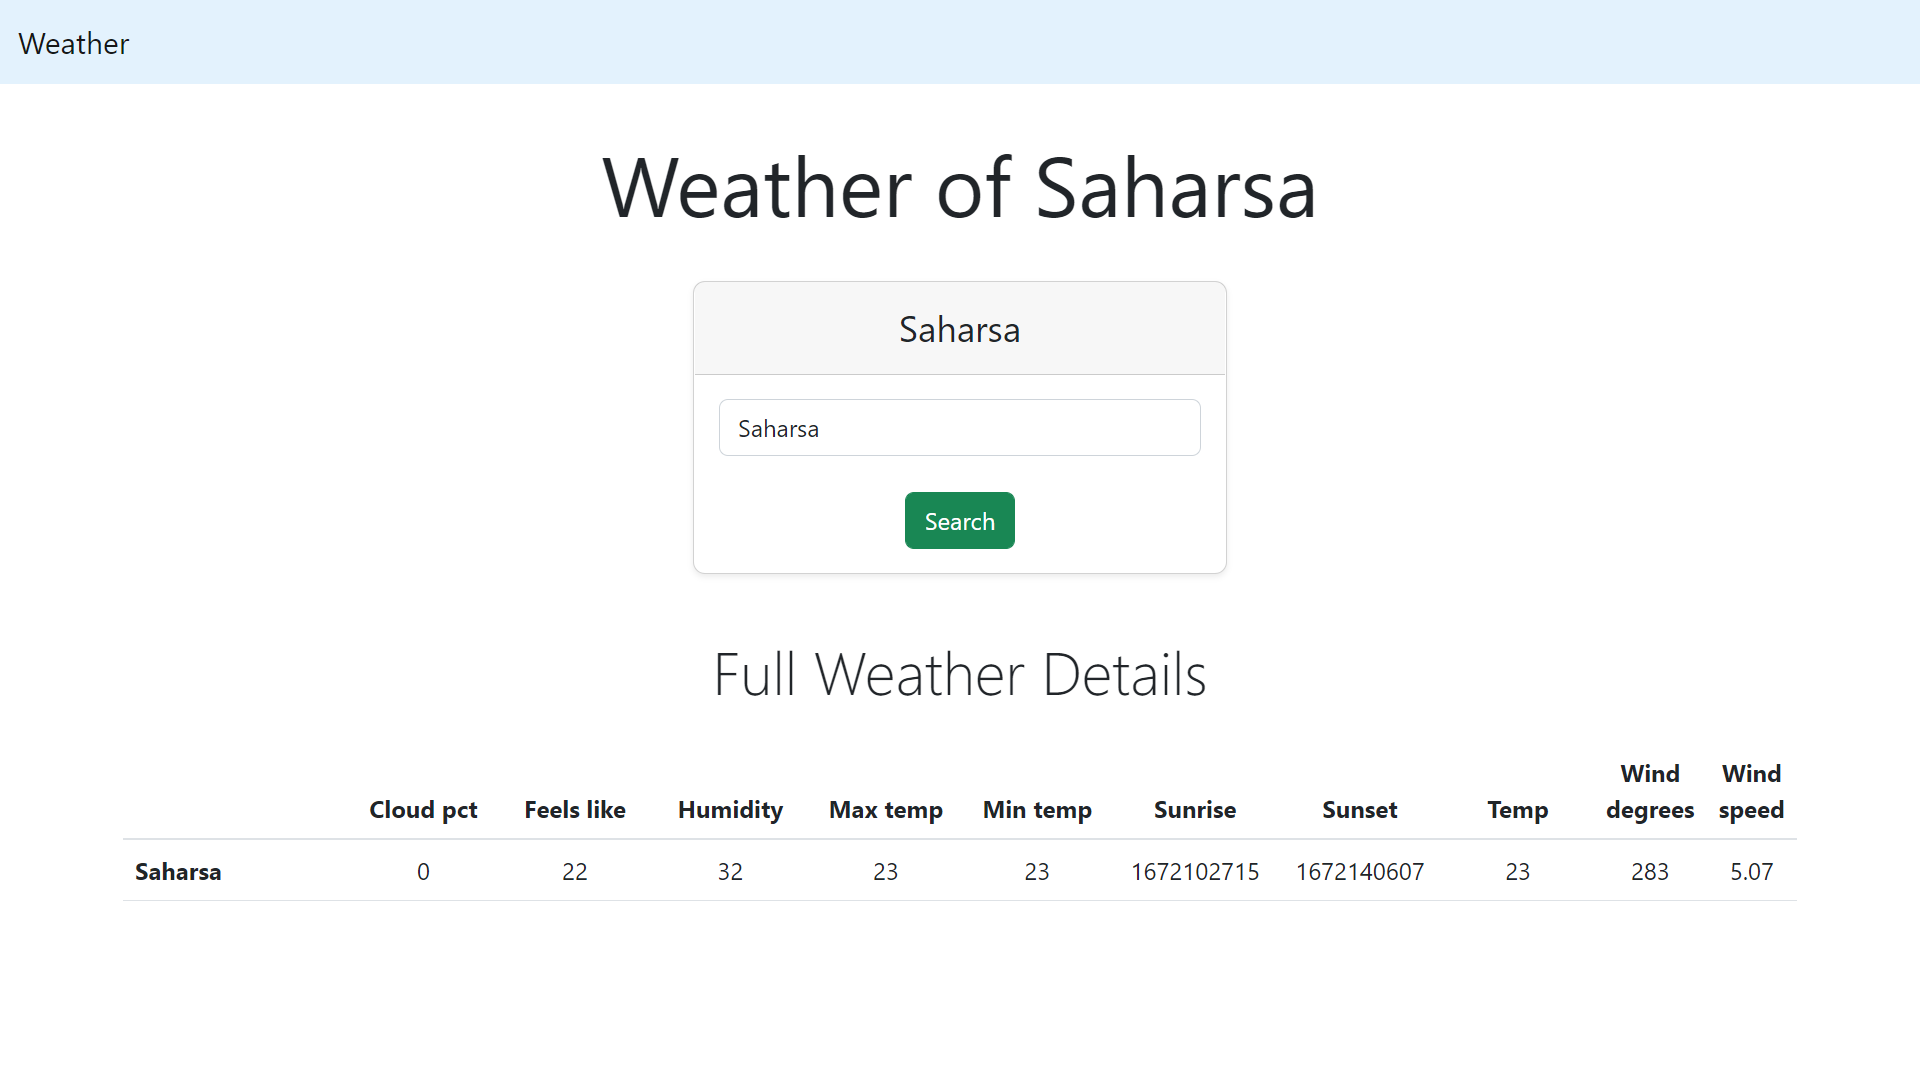 Weather
Weather of Saharsa
Saharsa
Saharsa
Search
Full Weather Details
Cloud pct Feels like Humidity Max temp Min temp Sunrise Sunset Temp Wind degrees Wind speed
Saharsa 0 22 32 23 23 1672102715 1672140607 23 283 5.07